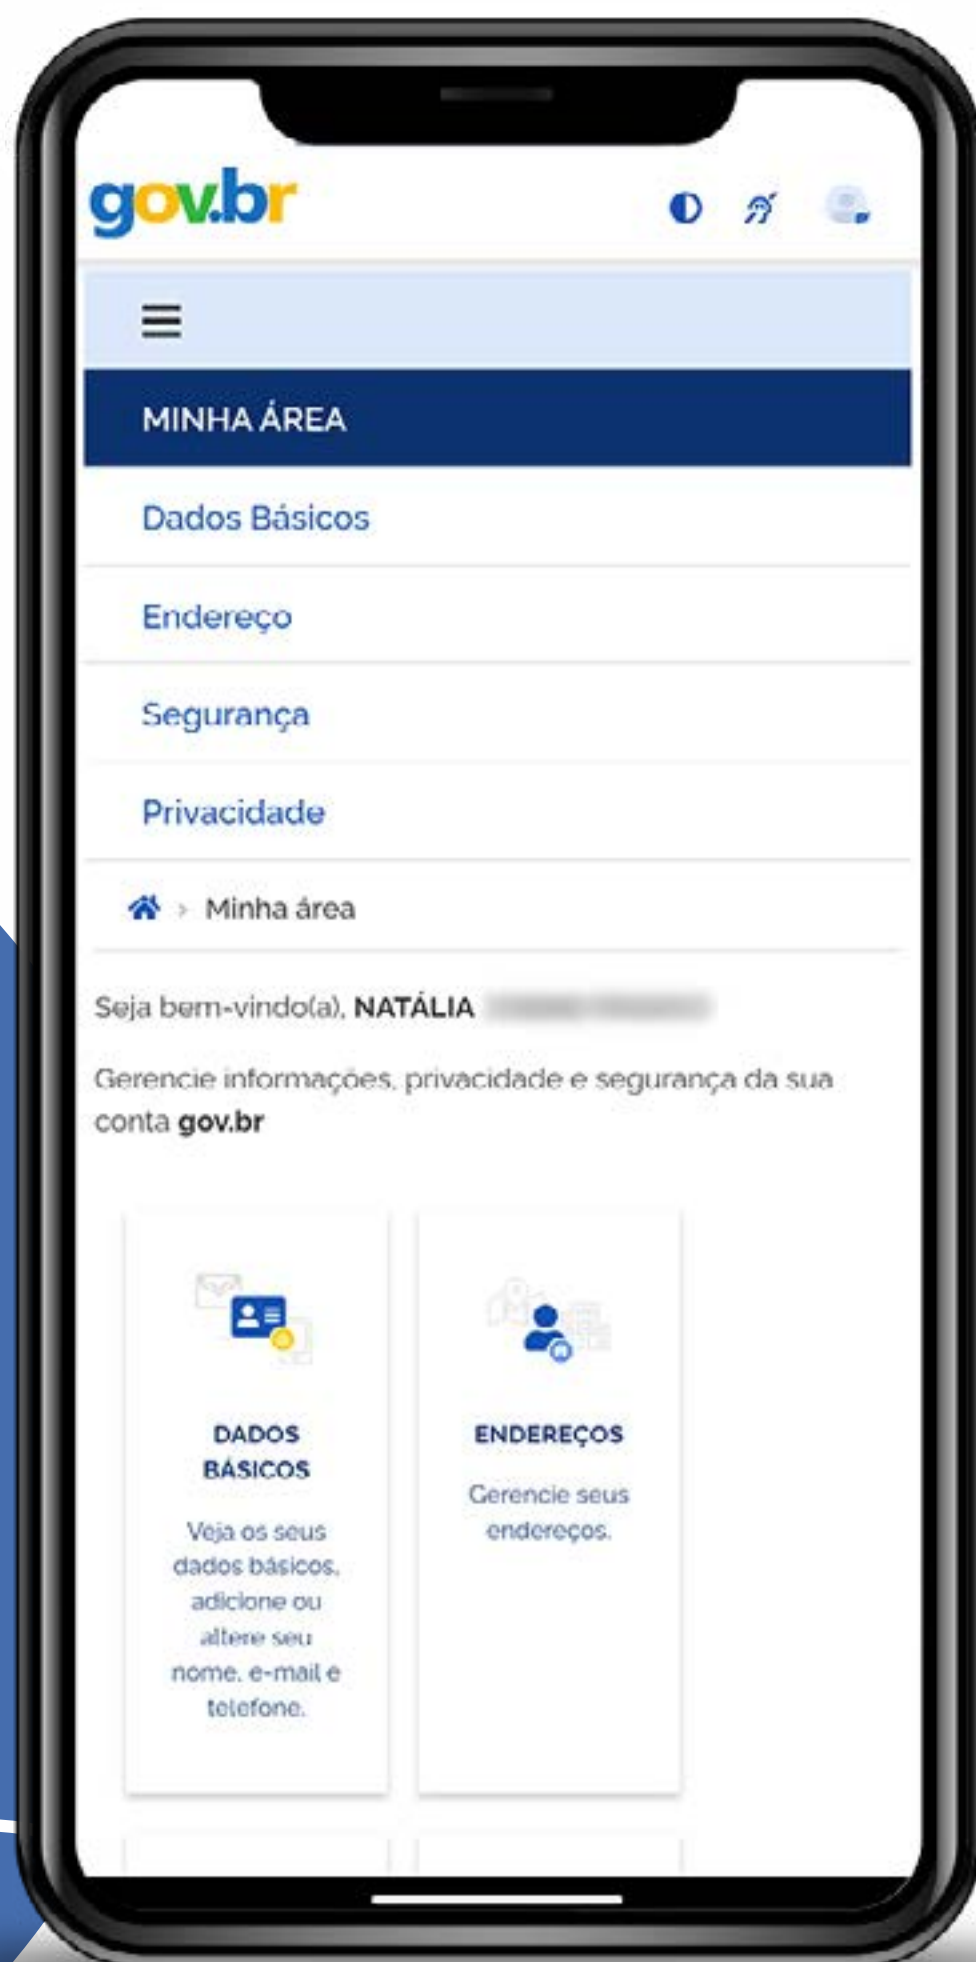 gov.br
MINHA ÁREA
Dados Básicos
Endereço
Segurança
Privacidade
Minha área
Seja bem-vindo(a), NATÁLIA
Gerencie informações, privacidade e segurança da sua
conta gov.br
DADOS
BÁSICOS
Veja os seus
dados básicos,
adicione ou
altere seu
nome, e-mail e
telefone.
ENDEREÇOS
Gerencie seus
endereços.